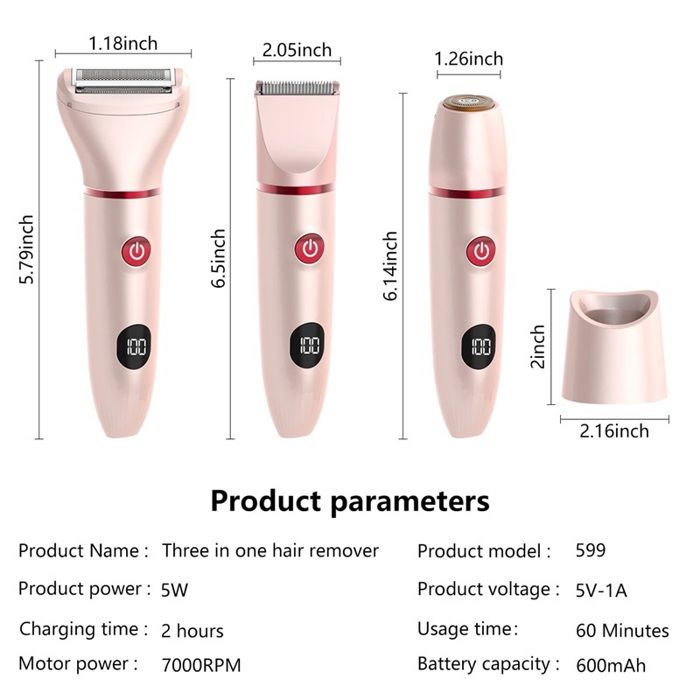 1.18inch
2.05inch
1.26inch
5.79inch
6.5inch
6.14inch
100
100
100
2inch
2.16inch
Product parameters
Product Name : Three in one hair remover
Product model : 599
Product power : 5W
Product voltage : 5V-1A
Charging time : 2 hours
Usage time: 60 Minutes
Motor power : 7000RPM
Battery capacity : 600mAh